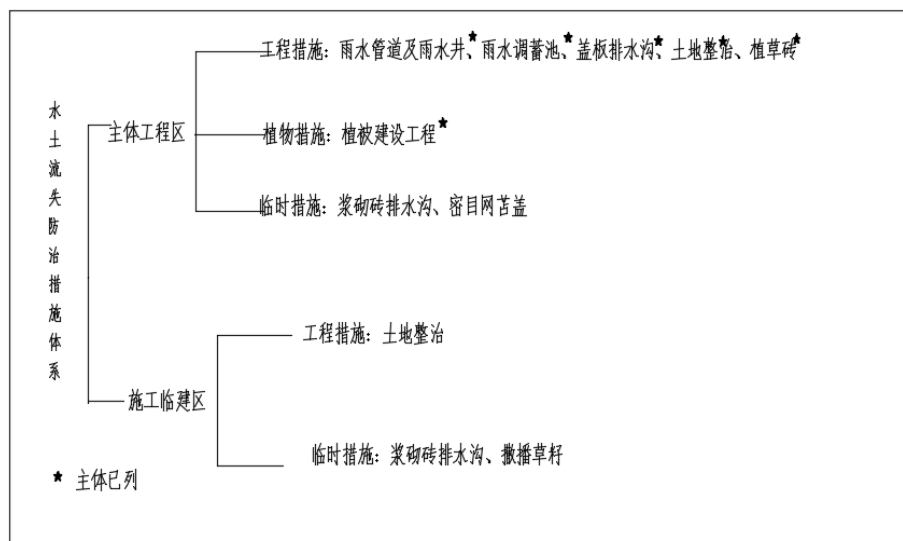 工程措施：雨水管道及雨水井*、雨水调蓄池*、盖板排水沟*、土地整治*、植草砖*
水土流失防治措施体系
主体工程区
植物措施：植被建设工程*
临时措施：浆砌砖排水沟、密目网苫盖
工程措施：土地整治
施工临建区
临时措施：浆砌砖排水沟、撒播草籽
* 主体已列